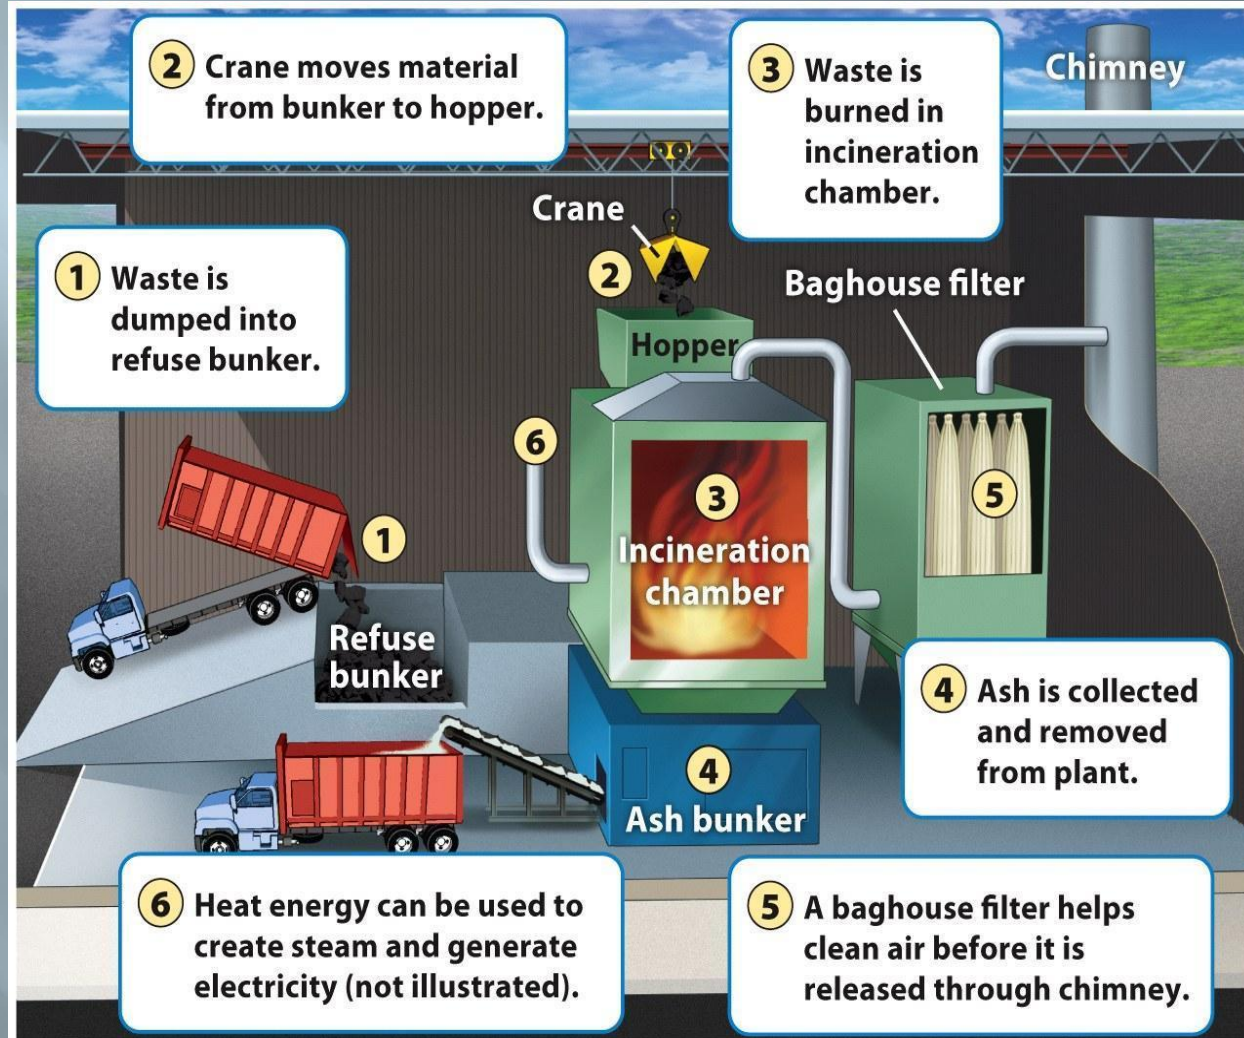 2 Crane moves material
from bunker to hopper.
3 Waste is
burned in
incineration
chamber.
Chimney
Crane
1 Waste is
dumped into
refuse bunker.
2
Baghouse filter
Hopper
6
3
Incineration
chamber
5
1
Refuse
bunker
4 Ash is collected
and removed
from plant.
4
Ash bunker
6 Heat energy can be used to
create steam and generate
electricity (not illustrated).
5 A baghouse filter helps
clean air before it is
released through chimney.